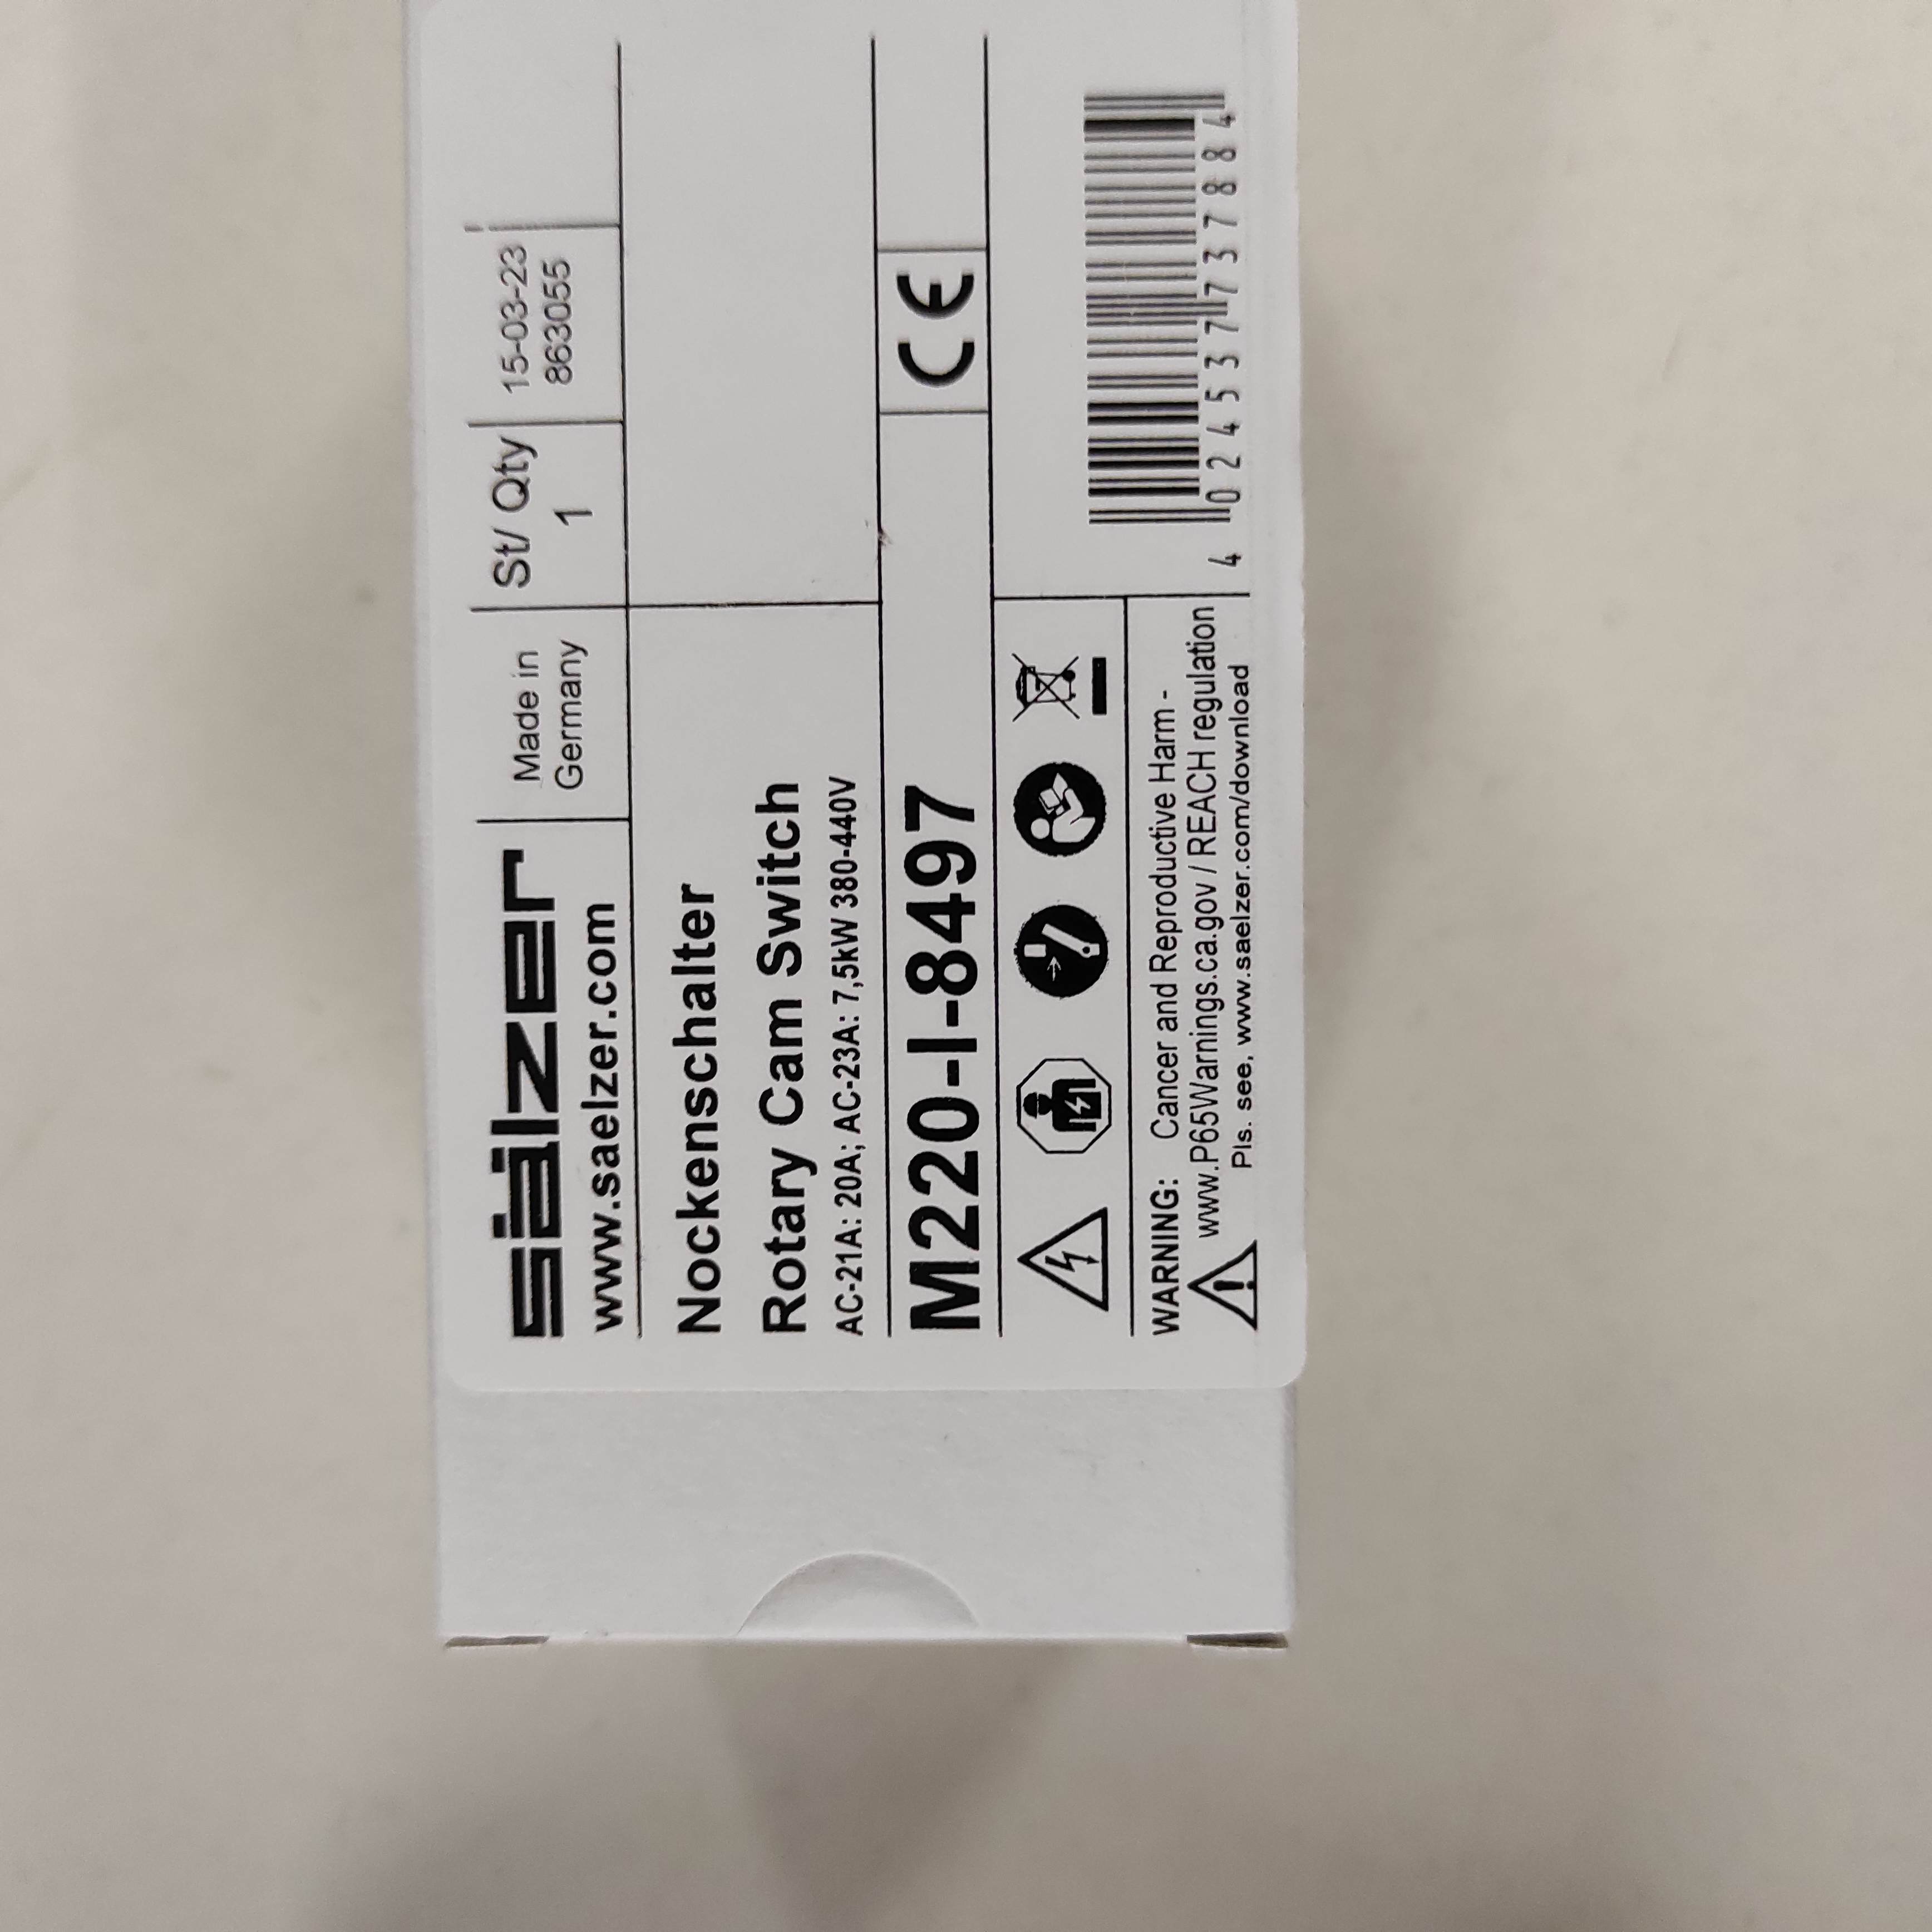 sälzer
www.saelzer.com
Made in
Germany
St/ Qty
1
15-03-23
863055
Nockenschalter
Rotary Cam Switch
AC-21A: 20A; AC-23A: 7,5kW 380-440V
M220-I-8497
CE
WARNING: Cancer and Reproductive Harm -
www.P65Warnings.ca.gov / REACH regulation
Pls. see, www.saelzer.com/download
4 024537 737884